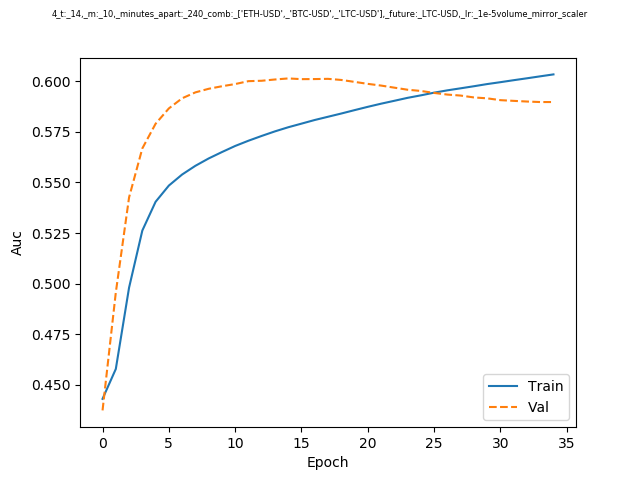 4_t:_14,_m:_10,_minutes_apart:_240_comb:_['ETH-USD',_'BTC-USD',_'LTC-USD'],_future:_LTC-USD,_lr:_1e-5volume_mirror_scaler
0.600
0.575
0.550
0.525
0.500
0.475
0.450
Auc
Train
Val
0 5 10 15 20 25 30 35
Epoch